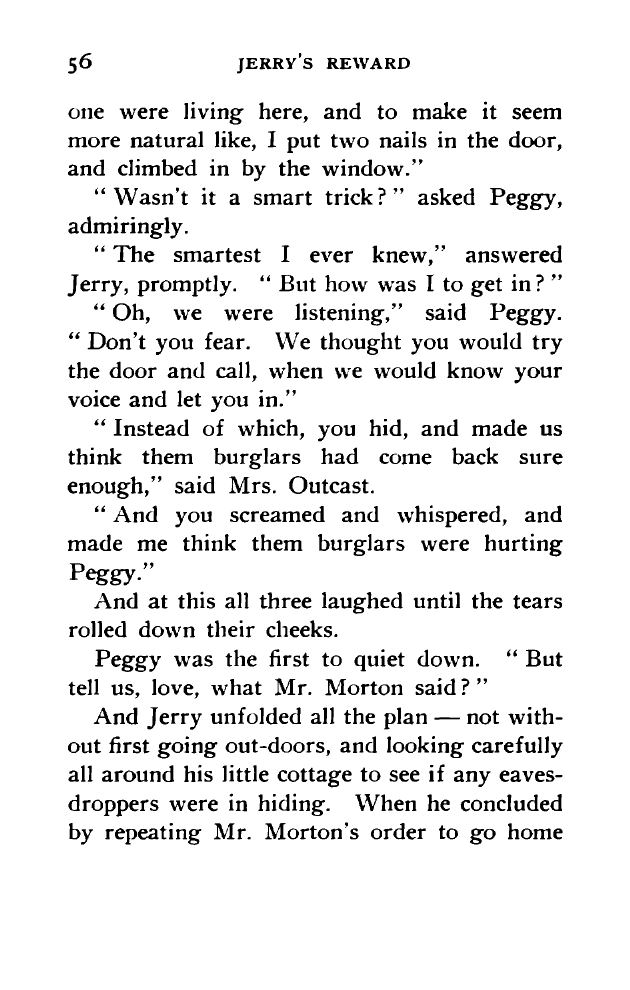 56 JERRY'S REWARD
one were living here, and to make it seem
more natural like, I put two nails in the door,
and climbed in by the window."
" Wasn't it a smart trick? " asked Peggy,
admiringly.
" The smartest I ever knew," answered
Jerry, promptly. " But how was I to get in? "
" Oh, we were listening," said Peggy.
" Don't you fear. We thought you would try
the door and call, when we would know your
voice and let you in."
" Instead of which, you hid, and made us
think them burglars had come back sure
enough," said Mrs. Outcast.
" And you screamed and whispered, and
made me think them burglars were hurting
Peggy."
And at this all three laughed until the tears
rolled down their cheeks.
Peggy was the first to quiet down. " But
tell us, love, what Mr. Morton said? "
And Jerry unfolded all the plan — not with-
out first going out-doors, and looking carefully
all around his little cottage to see if any eaves-
droppers were in hiding. When he concluded
by repeating Mr. Morton's order to go home